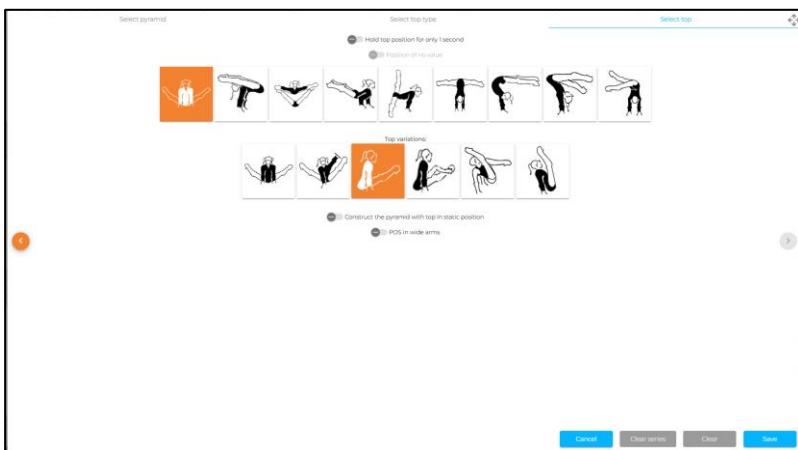 Select pyramid
Select top type
Select top
Hold top position for only 1 second
Position of no value
Top variations:
Construct the pyramid with top in static position
POS in wide arms
Cancel
Clear series
Clear
Save